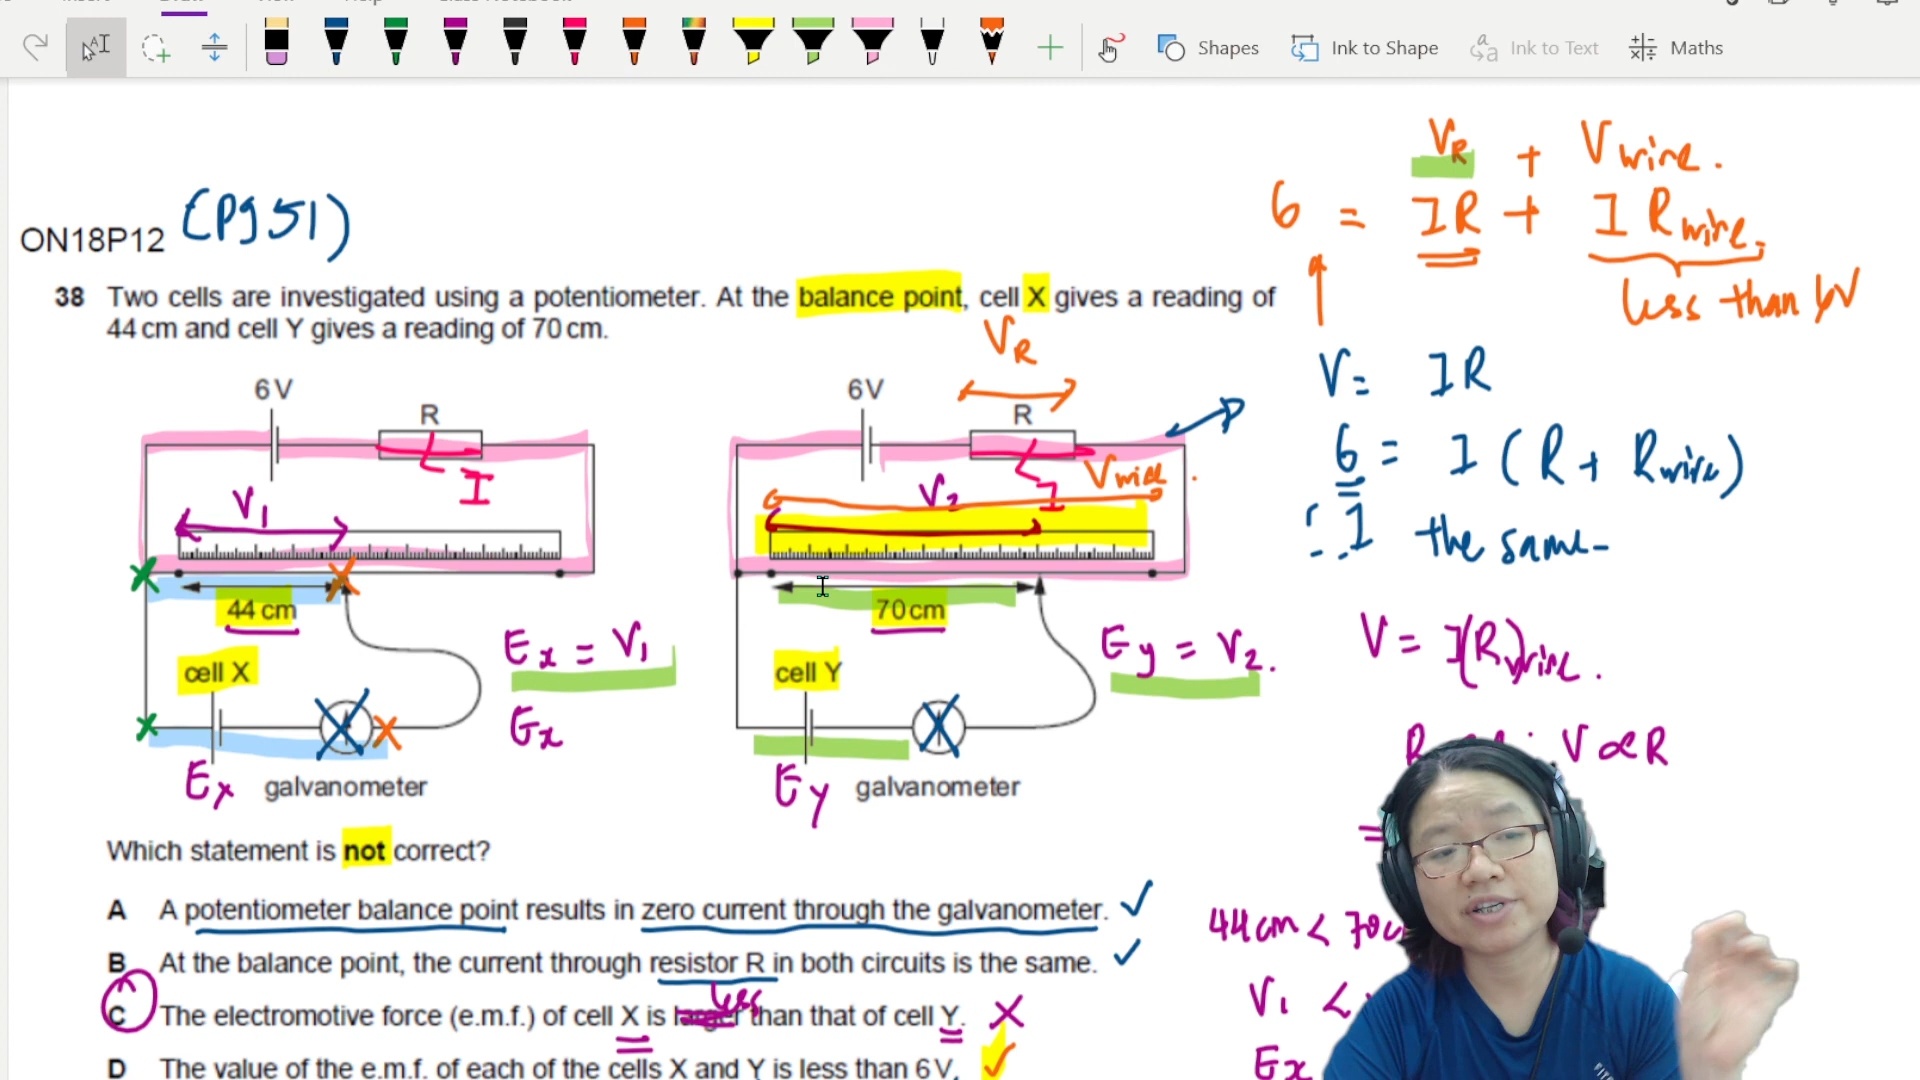 Shapes
Ink to Shape
Ink to Text
Maths
ON18P12 (Pg 51)
38 Two cells are investigated using a potentiometer. At the balance point, cell X gives a reading of
44 cm and cell Y gives a reading of 70 cm.
6 V
R
I
V1
44 cm
cell X
Ex = V1
Ex
Ex
galvanometer
VR
6 V
R
I
Vwire.
V2
70 cm
cell Y
Ey = V2.
Ey
galvanometer
VR + Vwire.
6 = IR + I Rwire.
less than 6V
V = IR
6 = I (R + Rwire)
∴ I the same
V = I(R)wire.
V ∝ R
Which statement is not correct?
A A potentiometer balance point results in zero current through the galvanometer. ✓
B At the balance point, the current through resistor R in both circuits is the same. ✓
less
C The electromotive force (e.m.f.) of cell X is larger than that of cell Y. X
D The value of the e.m.f. of each of the cells X and Y is less than 6 V. ✓
44cm < 70c
V1 <
Ex